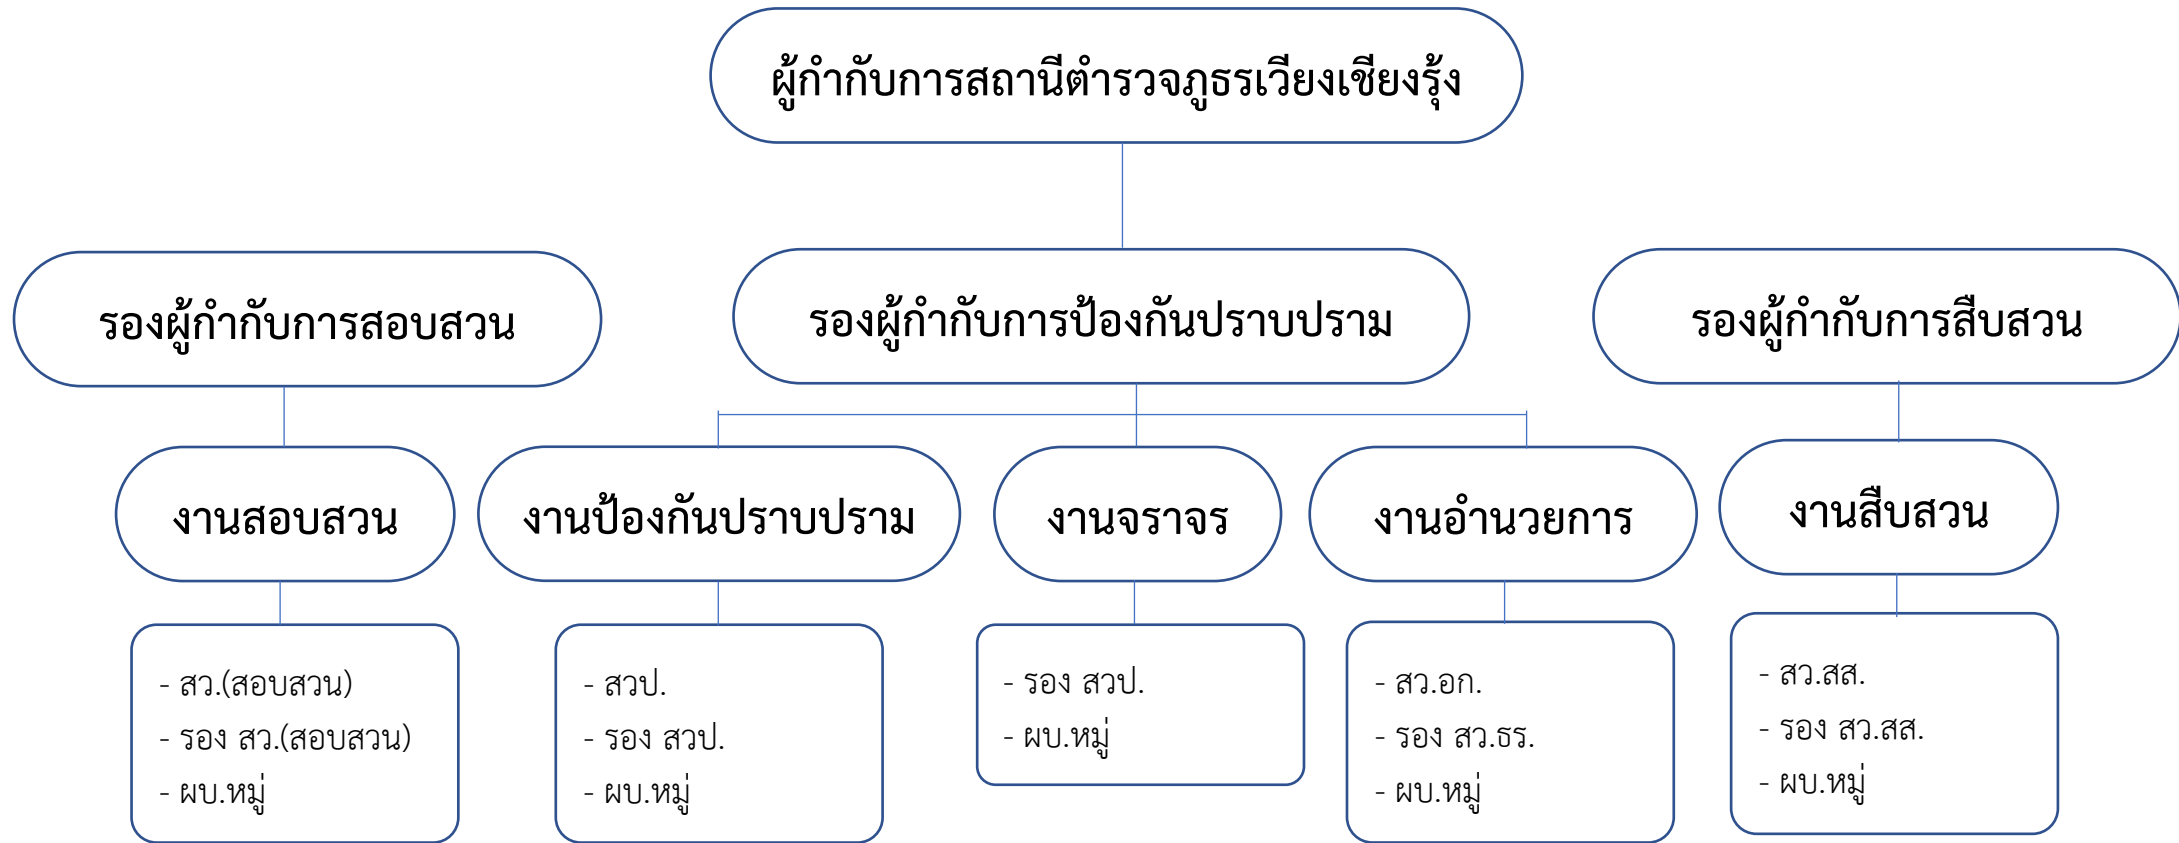 ผู้กำกับการสถานีตำรวจภูธรเวียงเชียงรุ้ง
รองผู้กำกับการสอบสวน
รองผู้กำกับการป้องกันปราบปราม
รองผู้กำกับการสืบสวน
งานสอบสวน
งานป้องกันปราบปราม
งานจราจร
งานอำนวยการ
งานสืบสวน
- สว.(สอบสวน)
- รอง สว.(สอบสวน)
- ผบ.หมู่
- สวป.
- รอง สวป.
- ผบ.หมู่
- รอง สวป.
- ผบ.หมู่
- สว.อก.
- รอง สว.ธร.
- ผบ.หมู่
- สว.สส.
- รอง สว.สส.
- ผบ.หมู่